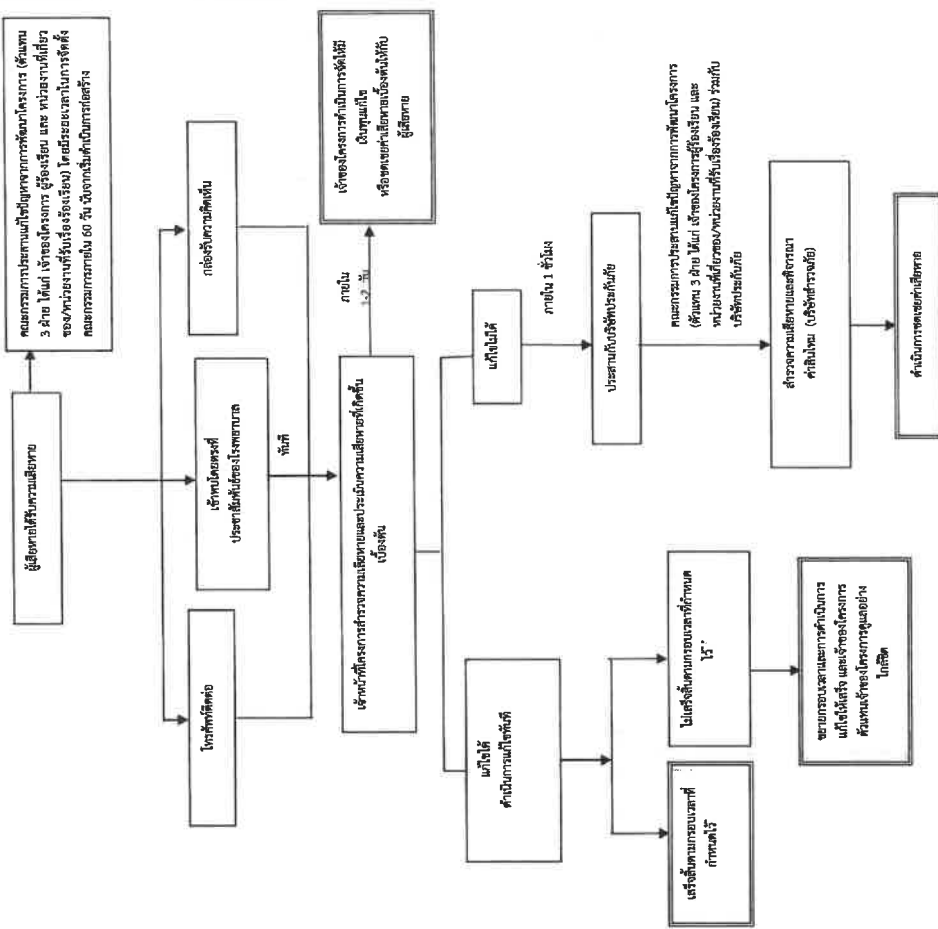 ผู้เสียหายได้รับความเสียหาย
คณะกรรมการประสานแก้ไขปัญหาจากการพัฒนาโครงการ (ตัวแทน
3 ฝ่าย ได้แก่ เจ้าของโครงการ ผู้ร้องเรียน และ หน่วยงานที่เกี่ยว
ของ/หน่วยงานที่รับเรื่องร้องเรียน) โดยมีระยะเวลาในการจัดตั้ง
คณะกรรมการภายใน 60 วัน นับจากเริ่มดำเนินการก่อสร้าง
โทรศัพท์ติดต่อ
เข้าพบโดยตรงที่
ประชาสัมพันธ์ของโรงพยาบาล
กล่องรับความคิดเห็น
ทันที
เจ้าหน้าที่โครงการสำรวจความเสียหายและประเมินความเสียหายที่เกิดขึ้น
เบื้องต้น
ภายใน
1-2 วัน
เจ้าของโครงการดำเนินการจัดให้มี
เงินทุนแก้ไข
หรือชดเชยค่าเสียหายเบื้องต้นให้กับ
ผู้เสียหาย
แก้ไขได้
ดำเนินการแก้ไขทันที
แก้ไขไม่ได้
ภายใน 1 ชั่วโมง
ประสานกับบริษัทประกันภัย
เสร็จสิ้นตามกรอบเวลาที่
กำหนดไว้
ไม่เสร็จสิ้นตามกรอบเวลาที่กำหนด
ไว้
คณะกรรมการประสานแก้ไขปัญหาจากการพัฒนาโครงการ
(ตัวแทน 3 ฝ่าย ได้แก่ เจ้าของโครงการผู้ร้องเรียน และ
หน่วยงานที่เกี่ยวของ/หน่วยงานที่รับเรื่องร้องเรียน) ร่วมกับ
บริษัทประกันภัย
ขยายกรอบเวลาและการดำเนินการ
แก้ไขให้เสร็จ และเจ้าของโครงการ
ตัวแทนเจ้าของโครงการดูแลอย่าง
ใกล้ชิด
สำรวจความเสียหายและพิจารณา
ค่าสินไหม (บริษัทสำรวจภัย)
ดำเนินการชดเชยค่าเสียหาย